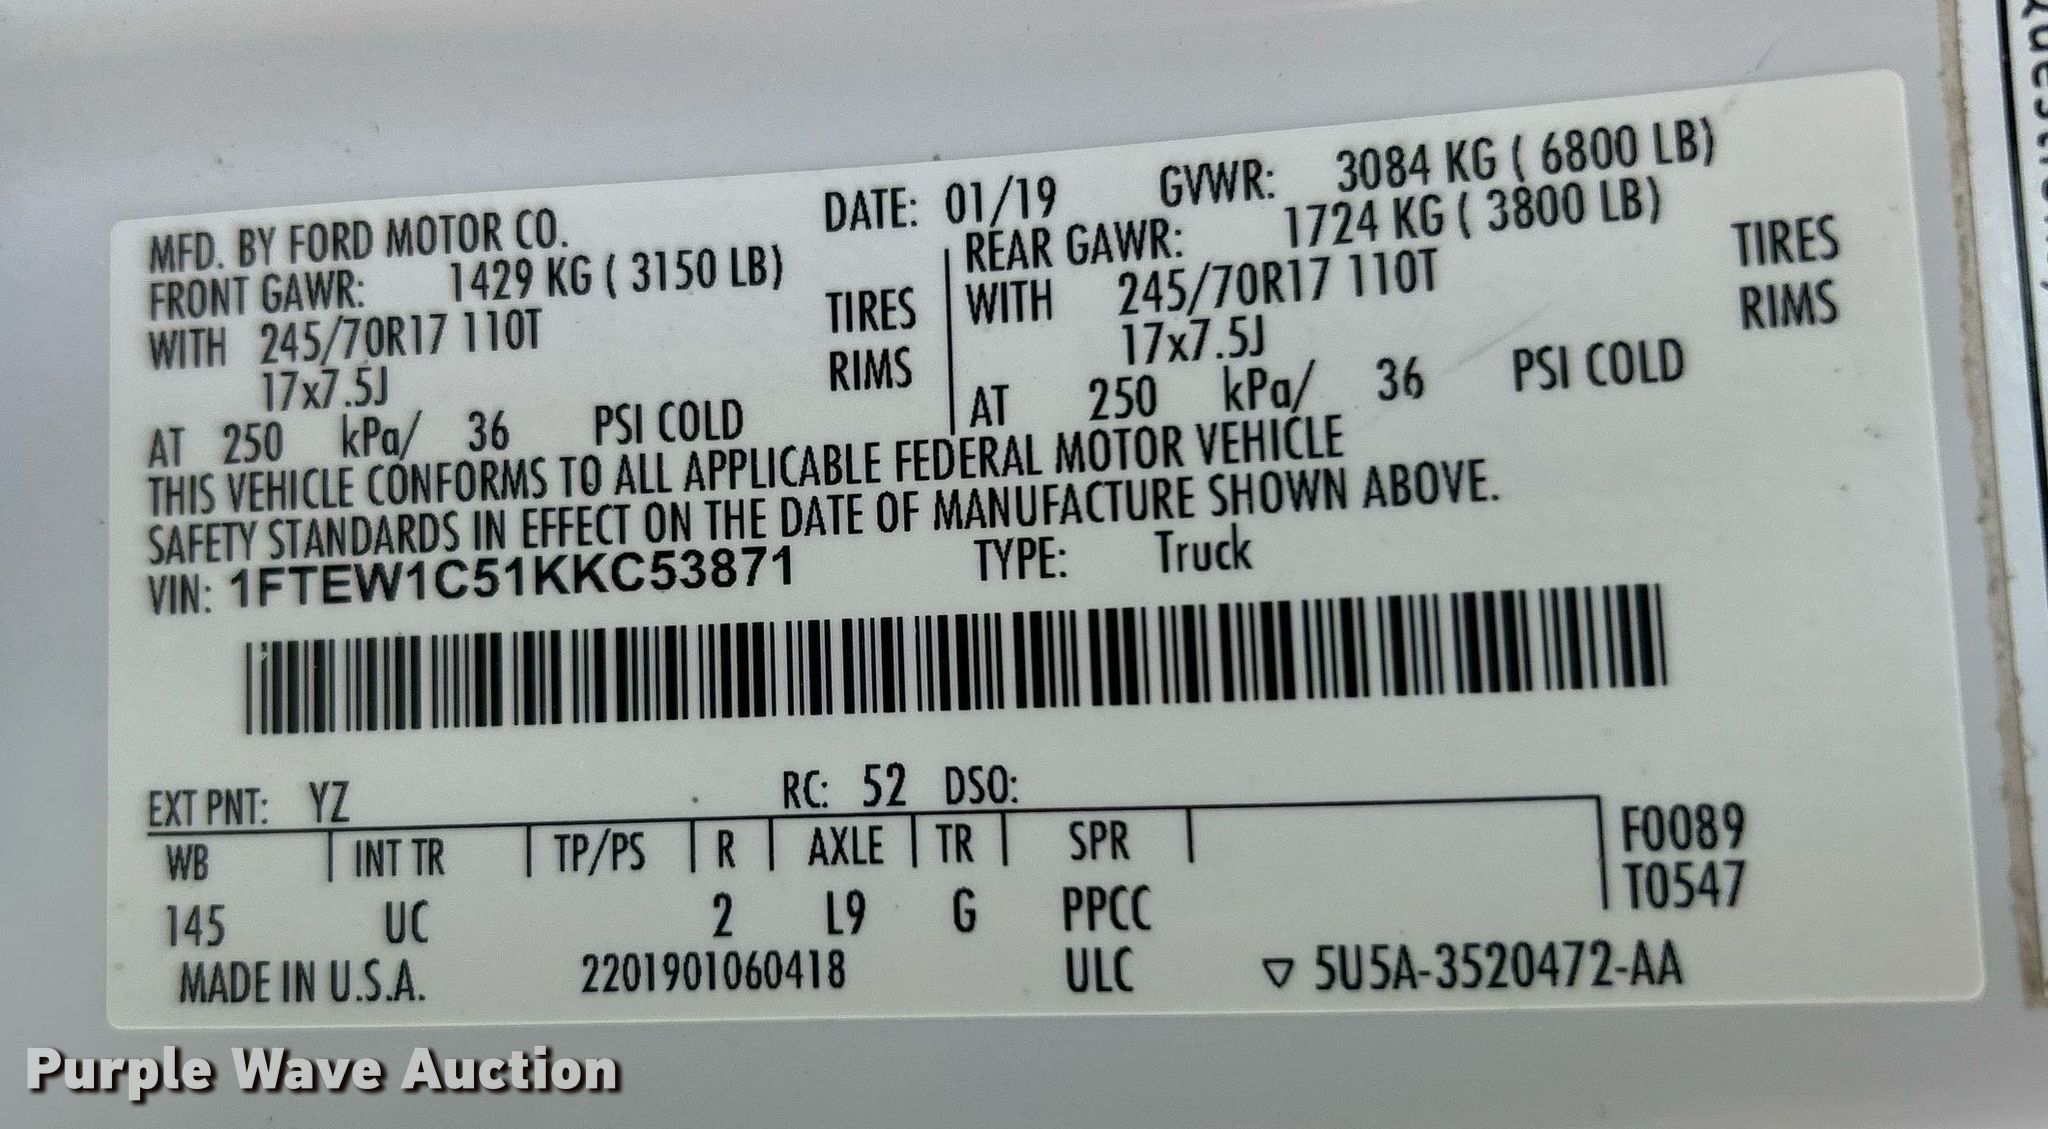 MFD. BY FORD MOTOR CO. DATE: 01/19 GVWR: 3084 KG ( 6800 LB)
FRONT GAWR: 1429 KG ( 3150 LB) REAR GAWR: 1724 KG ( 3800 LB)
WITH 245/70R17 110T TIRES WITH 245/70R17 110T TIRES
17x7.5J RIMS 17x7.5J RIMS
AT 250 kPa/ 36 PSI COLD AT 250 kPa/ 36 PSI COLD
THIS VEHICLE CONFORMS TO ALL APPLICABLE FEDERAL MOTOR VEHICLE
SAFETY STANDARDS IN EFFECT ON THE DATE OF MANUFACTURE SHOWN ABOVE.
VIN: 1FTEW1C51KKC53871 TYPE: Truck
EXT PNT: YZ RC: 52 DSO:
WB INT TR TP/PS R AXLE TR SPR F0089
T0547
145 UC 2 L9 G PPCC
MADE IN U.S.A. 2201901060418 ULC ▽ 5U5A-3520472-AA
Purple Wave Auction